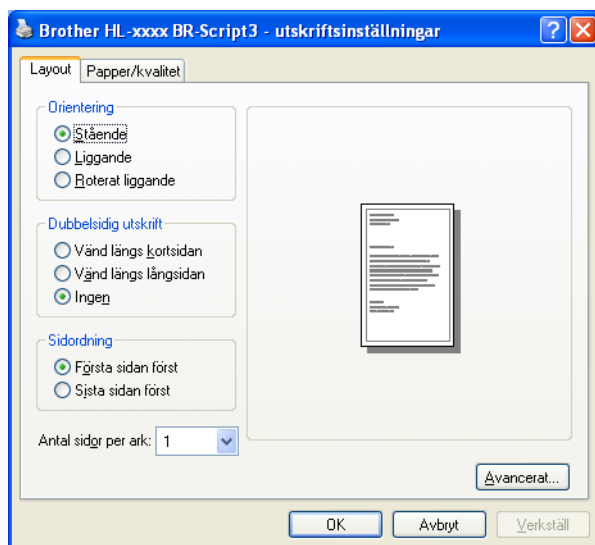 Brother HL-xxxx BR-Script3 - utskriftsinställningar
Layout
Papper/kvalitet
Orientering
Stående
Liggande
Roterat liggande
Dubbelsidig utskrift
Vänd längs kortsidan
Vänd längs långsidan
Ingen
Sidordning
Första sidan först
Sista sidan först
Antal sidor per ark: 1
Avancerat...
OK
Avbryt
Verkställ